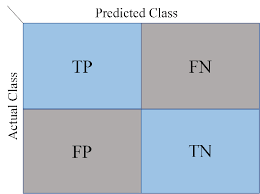 Predicted Class
Actual Class
TP FN
FP TN